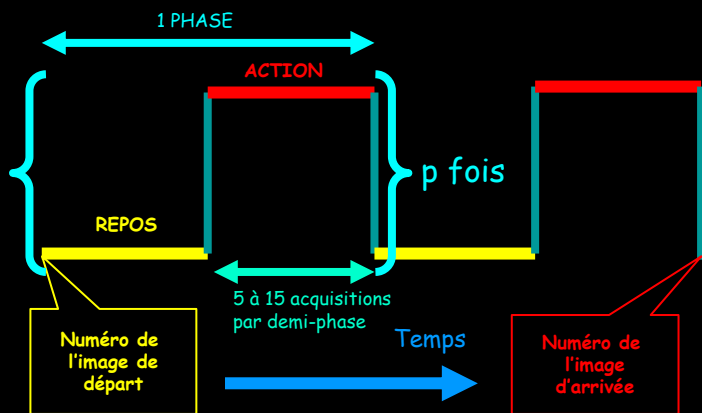 1 PHASE
ACTION
p fois
REPOS
5 à 15 acquisitions
par demi-phase
Temps
Numéro de
l'image de
départ
Numéro de
l'image
d'arrivée